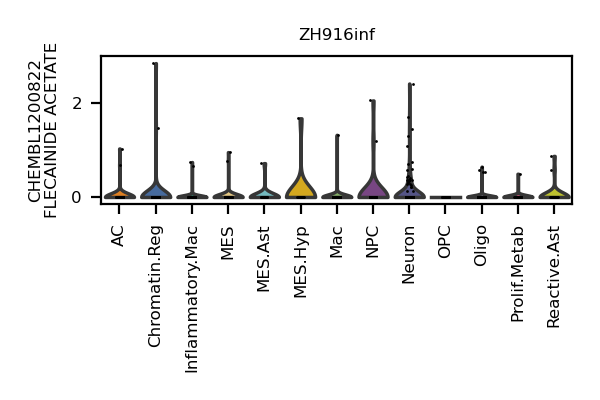 ZH916inf
CHEMBL1200822
FLECAINIDE ACETATE
2
0
AC
Chromatin.Reg
Inflammatory.Mac
MES
MES.Ast
MES.Hyp
Mac
NPC
Neuron
OPC
Oligo
Prolif.Metab
Reactive.Ast